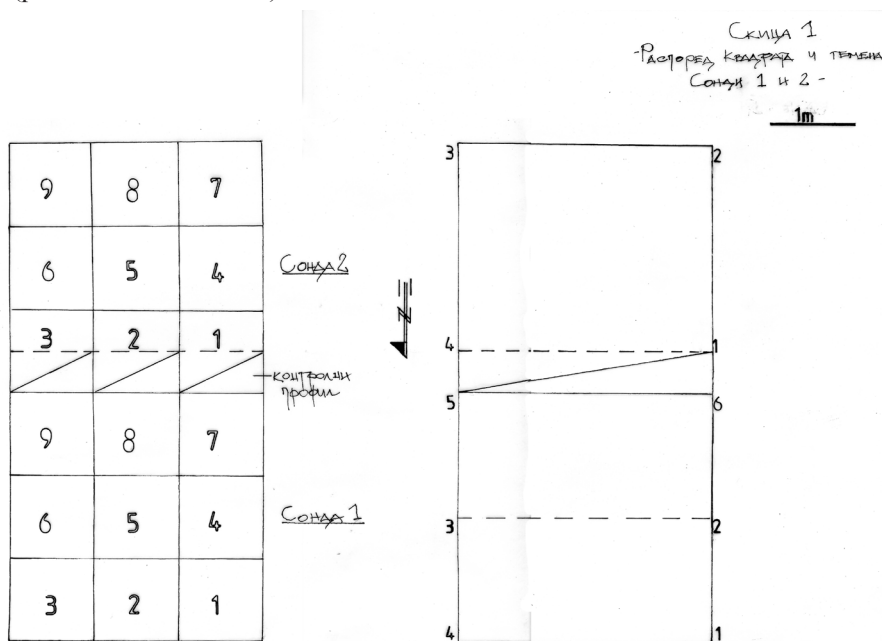 Скица 1
-Распоред квадрата и темена
Сонди 1 и 2 -
1m
9 8 7
6 5 4
Сонда 2
3 2 1
контролни
профил
9 8 7
6 5 4
Сонда 1
3 2 1
N
3 2
4 1
5 6
3 2
4 1